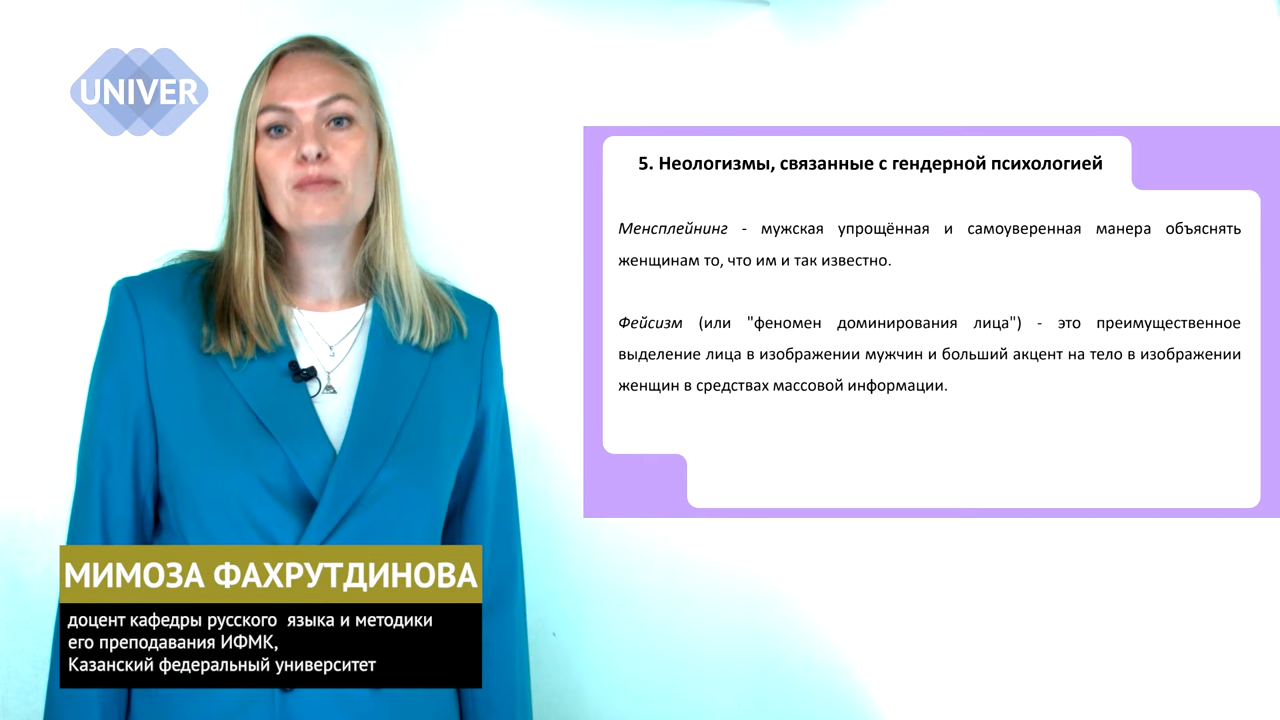 UNIVER
5. Неологизмы, связанные с гендерной психологией
Менсплейнинг - мужская упрощённая и самоуверенная манера объяснять
женщинам то, что им и так известно.
Фейсизм (или "феномен доминирования лица") - это преимущественное
выделение лица в изображении мужчин и больший акцент на тело в изображении
женщин в средствах массовой информации.
МИМОЗА ФАХРУТДИНОВА
доцент кафедры русского языка и методики
его преподавания ИФМК,
Казанский федеральный университет